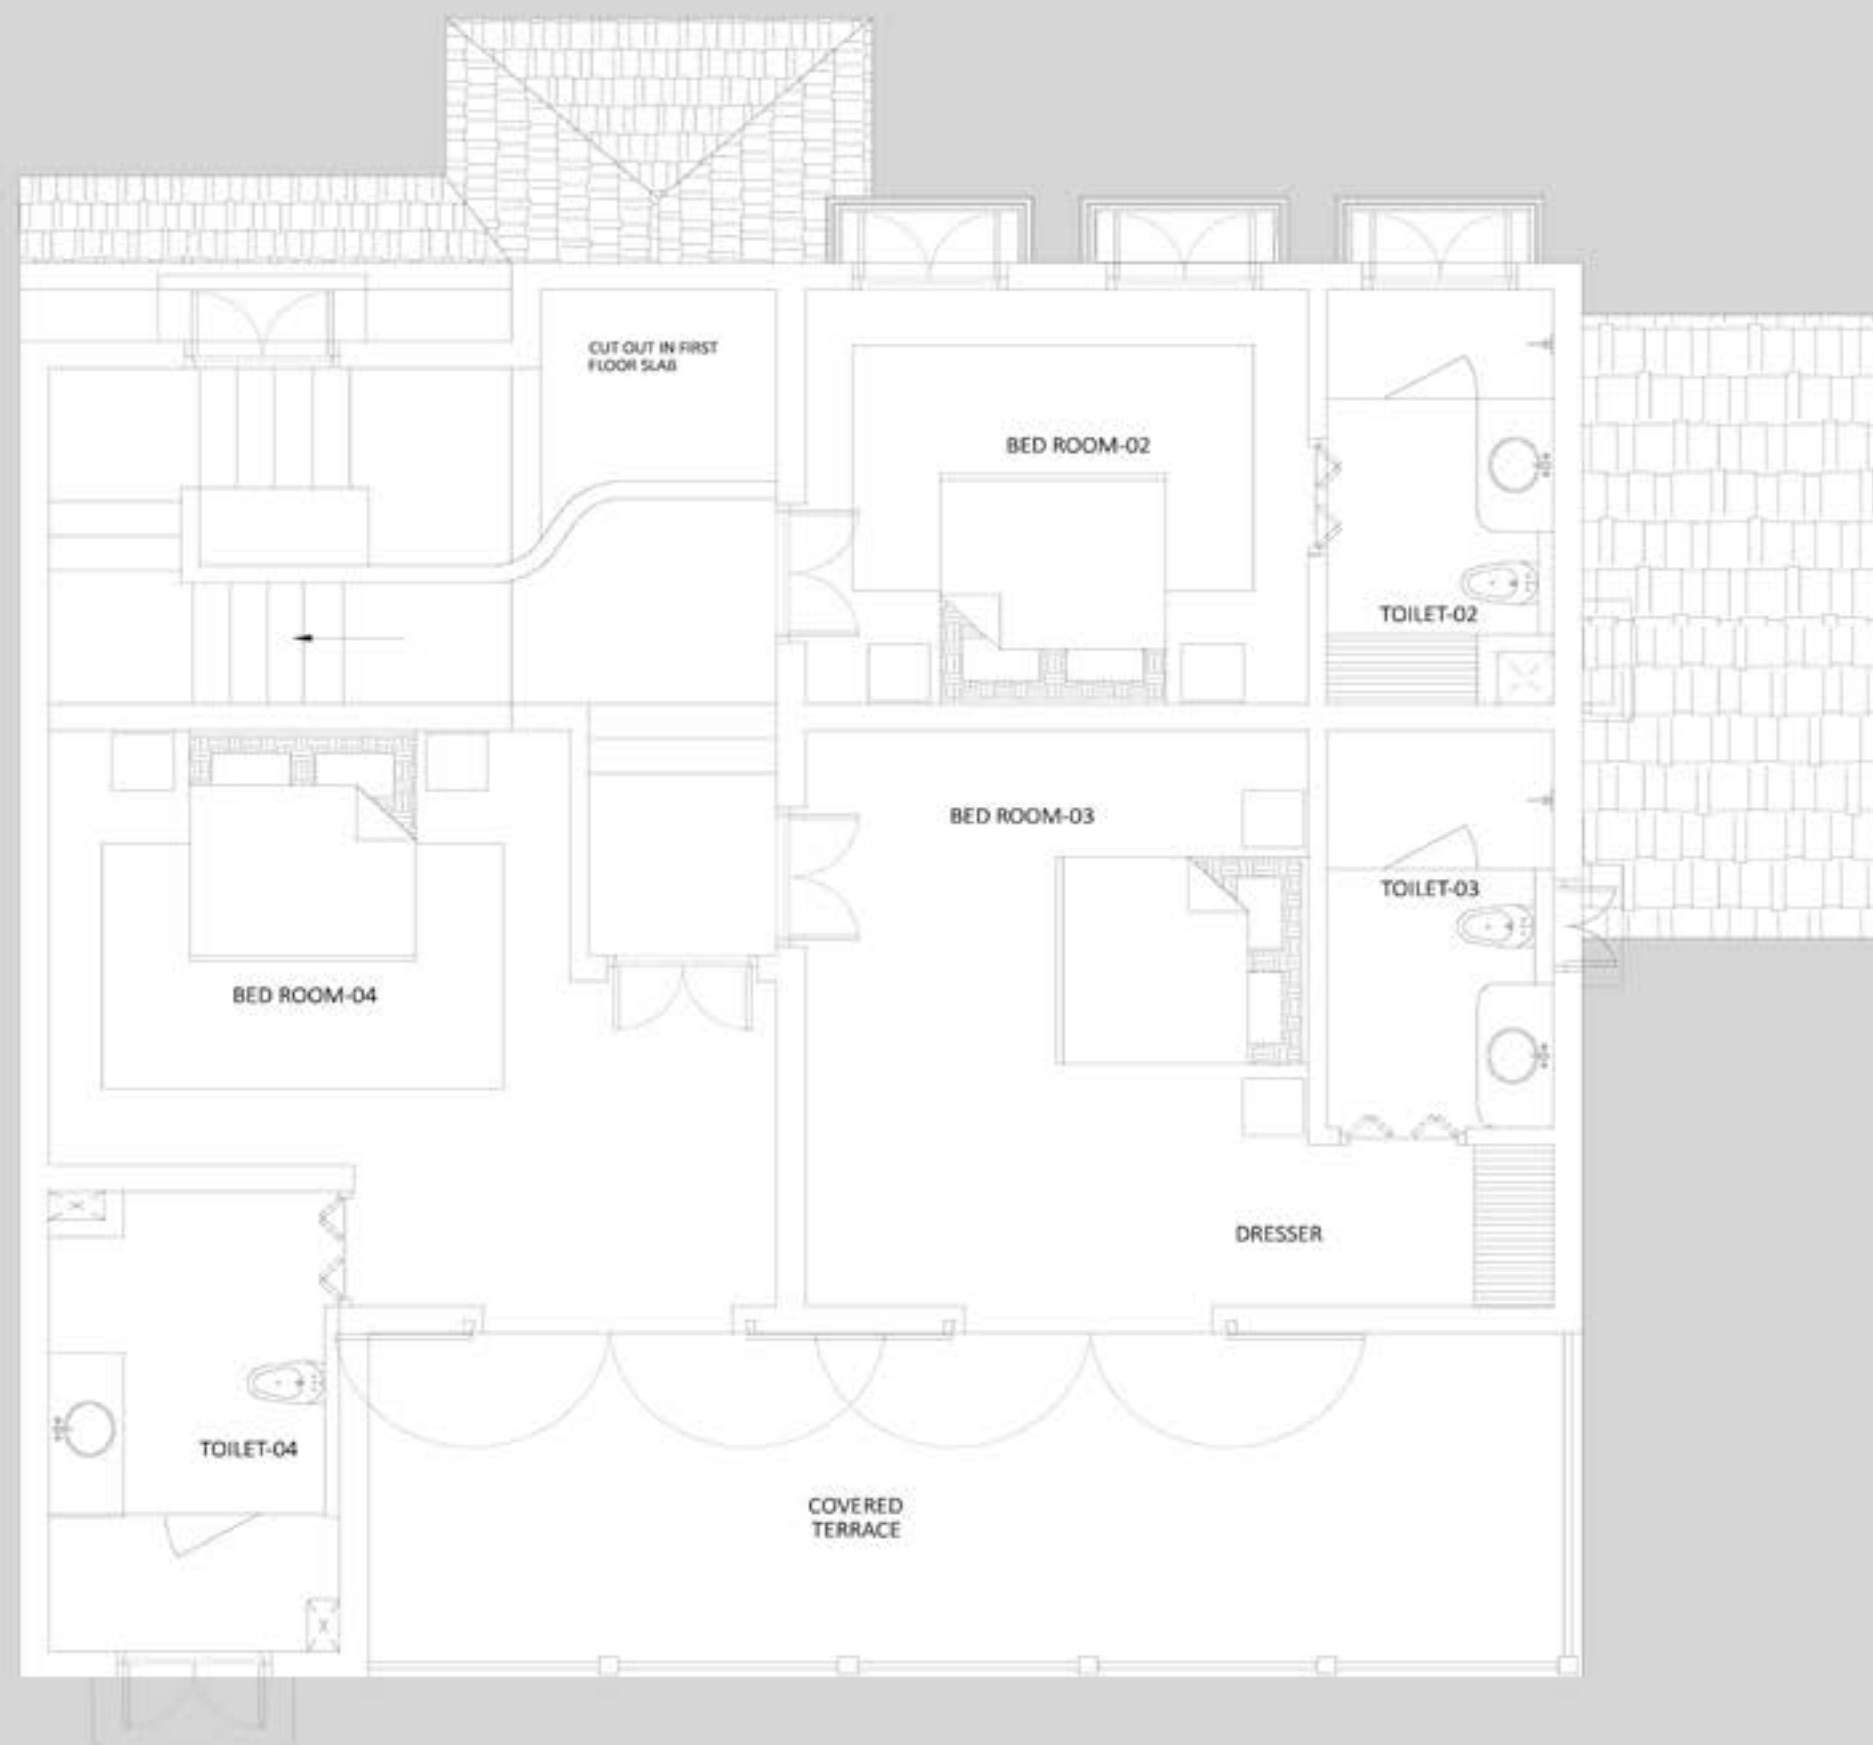 CUT OUT IN FIRST
FLOOR SLAB
BED ROOM-02
TOILET-02
BED ROOM-03
TOILET-03
BED ROOM-04
DRESSER
TOILET-04
COVERED
TERRACE